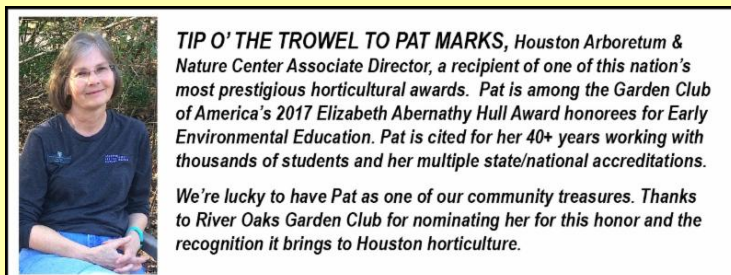 TIP O' THE TROWEL TO PAT MARKS, Houston Arboretum &
Nature Center Associate Director, a recipient of one of this nation's
most prestigious horticultural awards.  Pat is among the Garden Club
of America's 2017 Elizabeth Abernathy Hull Award honorees for Early
Environmental Education. Pat is cited for her 40+ years working with
thousands of students and her multiple state/national accreditations.
We're lucky to have Pat as one of our community treasures. Thanks
to River Oaks Garden Club for nominating her for this honor and the
recognition it brings to Houston horticulture.